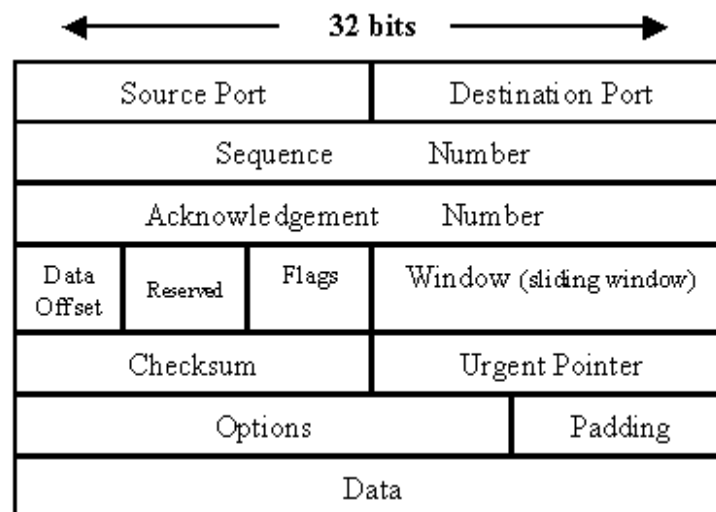 32 bits
Source Port Destination Port
Sequence Number
Acknowledgement Number
Data Offset Reserved Flags Window (sliding window)
Checksum Urgent Pointer
Options Padding
Data